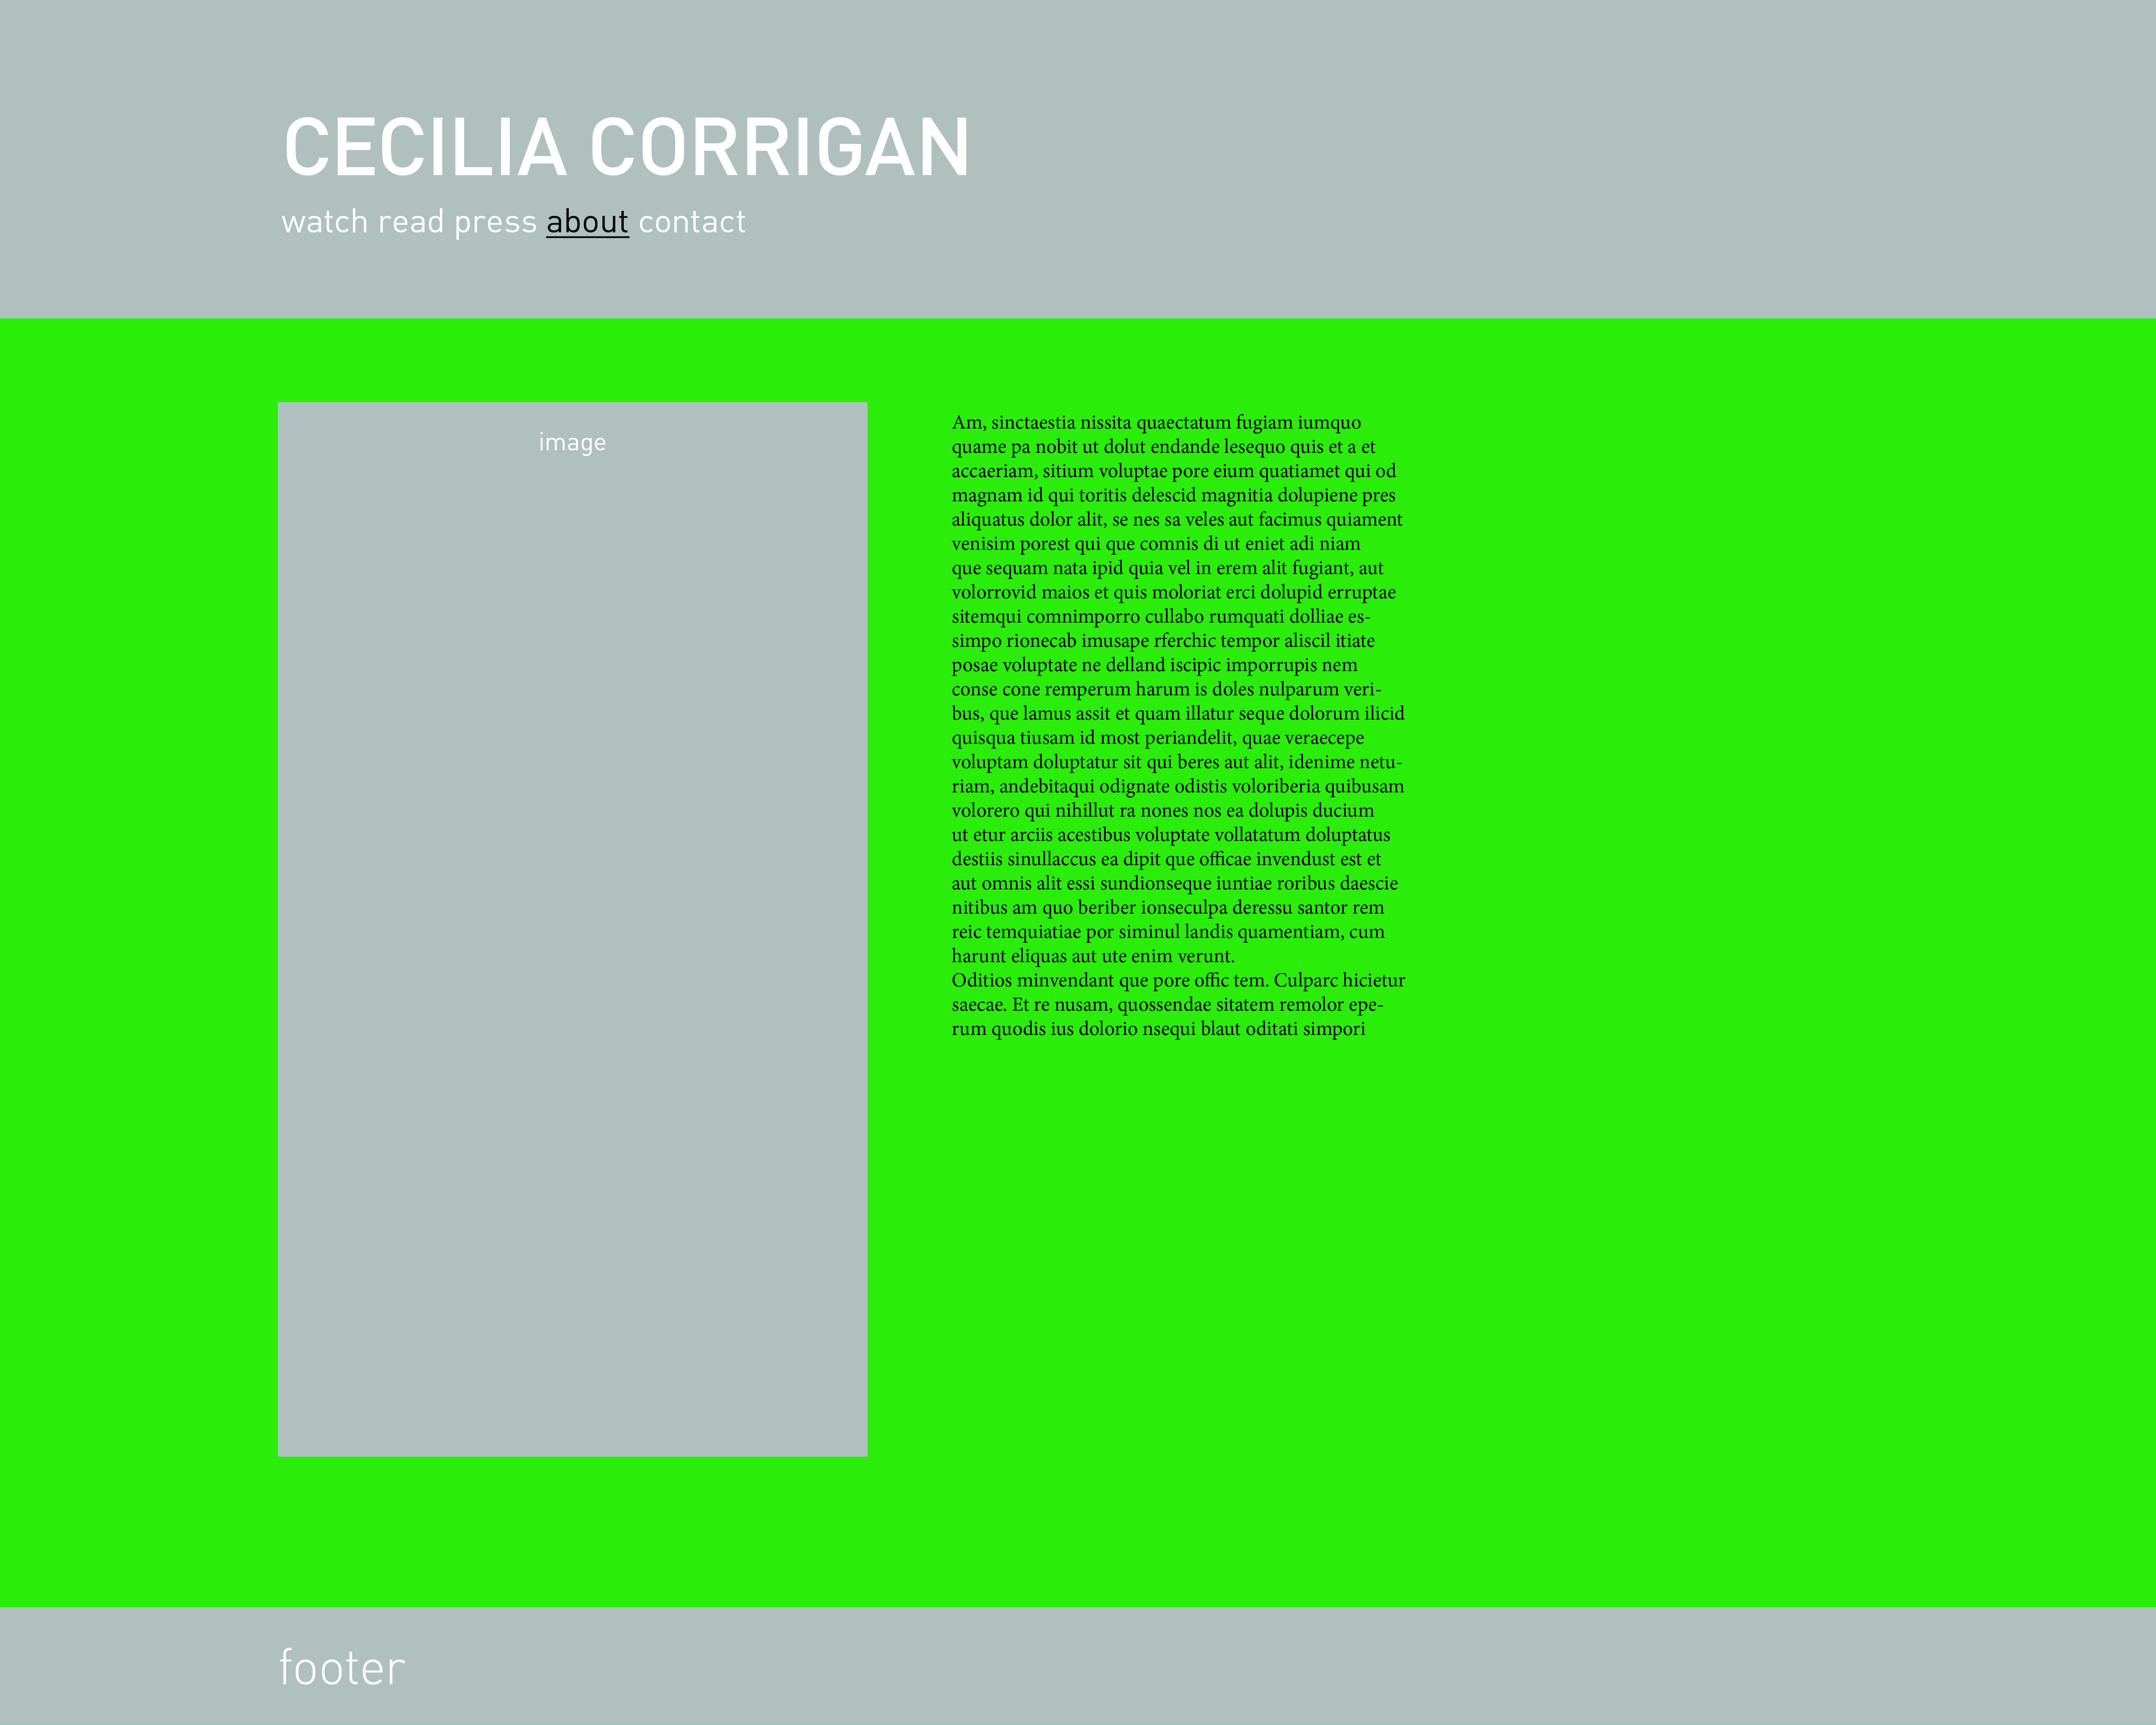 CECILIA CORRIGAN
watch read press about contact
image
Am, sinctaestia nissita quaectatum fugiam iumquo
quame pa nobit ut dolut endande lesequo quis et a et
accaeriam, sitium voluptae pore eium quatiamet qui od
magnam id qui toritis delescid magnitia dolupiene pres
aliquatus dolor alit, se nes sa veles aut facimus quiament
venisim porest qui que comnis di ut eniet adi niam
que sequam nata ipid quia vel in erem alit fugiant, aut
volorrovid maios et quis moloriat erci dolupid erruptae
sitemqui comnimporro cullabo rumquati dolliae es-
simpo rionecab imusape rferchic tempor aliscil itiate
posae voluptate ne delland iscipic imporrupis nem
conse cone remperum harum is doles nulparum veri-
bus, que lamus assit et quam illatur seque dolorum ilicid
quisqua tiusam id most periandelit, quae veraecepe
voluptam doluptatur sit qui beres aut alit, idenime netu-
riam, andebitaqui odignate odistis voloriberia quibusam
volorero qui nihillut ra nones nos ea dolupis ducium
ut etur arciis acestibus voluptate vollatatum doluptatus
destiis sinullaccus ea dipit que officae invendust est et
aut omnis alit essi sundionseque iuntiae roribus daescie
nitibus am quo beriber ionseculpa deressu santor rem
reic temquiatiae por siminul landis quamentiam, cum
harunt eliquas aut ute enim verunt.
Oditios minvendant que pore offic tem. Culparc hicietur
saecae. Et re nusam, quossendae sitatem remolor epe-
rum quodis ius dolorio nsequi blaut oditati simpori
footer